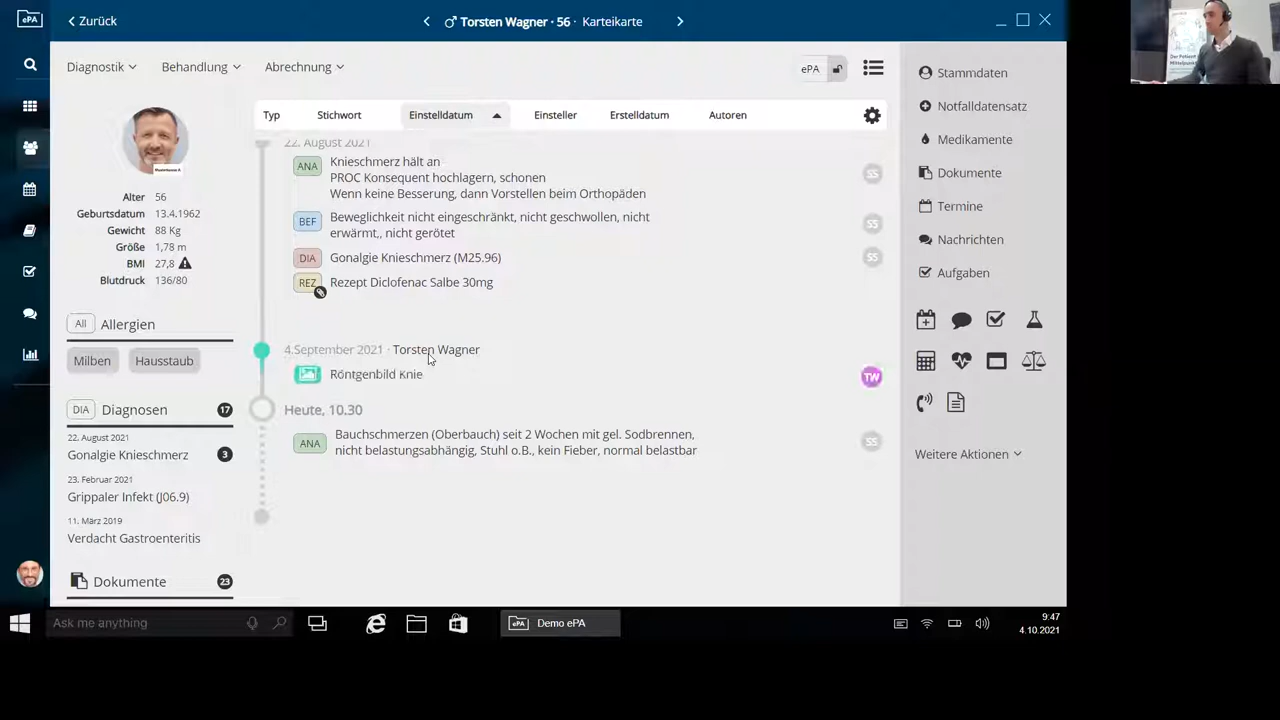 ePA
Zurück
Torsten Wagner · 56 · Karteikarte
Diagnostik
Behandlung
Abrechnung
ePA
Typ
Stichwort
Einstelldatum
Einsteller
Erstelldatum
Autoren
Alter 56
Geburtsdatum 13.4.1962
Gewicht 88 Kg
Größe 1,78 m
BMI 27,8
Blutdruck 136/80
All Allergien
Milben
Hausstaub
DIA Diagnosen 17
22. August 2021
Gonalgie Knieschmerz 3
23. Februar 2021
Grippaler Infekt (J06.9)
11. März 2019
Verdacht Gastroenteritis
Dokumente 23
22. August 2021
ANA Knieschmerz hält an
PROC Konsequent hochlagern, schonen
Wenn keine Besserung, dann Vorstellen beim Orthopäden
SS
BEF Beweglichkeit nicht eingeschränkt, nicht geschwollen, nicht
erwärmt,, nicht gerötet
SS
DIA Gonalgie Knieschmerz (M25.96)
SS
REZ Rezept Diclofenac Salbe 30mg
4.September 2021 · Torsten Wagner
Röntgenbild Knie
TW
Heute, 10.30
ANA Bauchschmerzen (Oberbauch) seit 2 Wochen mit gel. Sodbrennen,
nicht belastungsabhängig, Stuhl o.B., kein Fieber, normal belastbar
SS
Stammdaten
Notfalldatensatz
Medikamente
Dokumente
Termine
Nachrichten
Aufgaben
Weitere Aktionen
Ask me anything
ePA Demo ePA
9:47
4.10.2021
Der Patient
Mittelpunkt